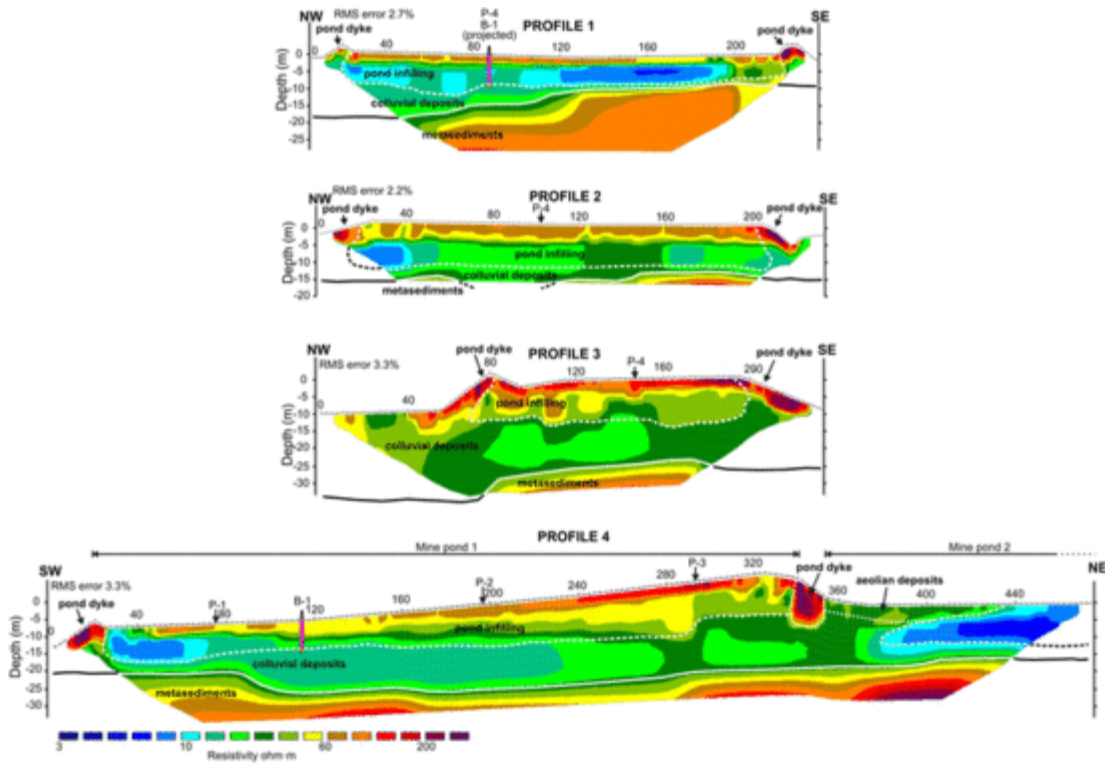 NW
RMS error 2.7%
P-4
B-1
(projected)
PROFILE 1
SE
pond dyke
pond dyke
0 40 80 120 160 200
Depth (m)
0
-5
-10
-15
-20
-25
pond infilling
colluvial deposits
metasediments
NW
RMS error 2.2%
PROFILE 2
SE
pond dyke
P-4
pond dyke
0 40 80 120 160 200
Depth (m)
0
-5
-10
-15
-20
pond infilling
colluvial deposits
metasediments
NW
RMS error 3.3%
pond dyke
PROFILE 3
P-4
pond dyke
SE
0 40 80 120 160 290
Depth (m)
0
-5
-10
-15
-20
-25
-30
pond infilling
colluvial deposits
metasediments
PROFILE 4
Mine pond 1
Mine pond 2
SW
NE
RMS error 3.3%
pond dyke
P-1
B-1
P-2
P-3
pond dyke
aeolian deposits
40 80 120 160 200 240 280 320 360 400 440
Depth (m)
0
-5
-10
-15
-20
-25
-30
pond infilling
colluvial deposits
metasediments
3 10 60 200
Resistivity ohm·m